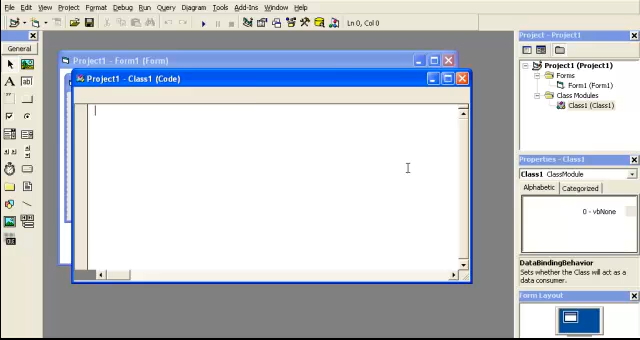 File Edit View Project Format Debug Run Query Diagram Tools Add-Ins Window Help
Ln 0, Col 0
General
Project1 - Form1 (Form)
Project1 - Class1 (Code)
Project - Project1
Project1 (Project1)
Forms
Form1 (Form1)
Class Modules
Class1 (Class1)
Properties - Class1
Class1 ClassModule
Alphabetic Categorized
0 - vbNone
DataBindingBehavior
Sets whether the Class will act as a
data consumer.
Form Layout